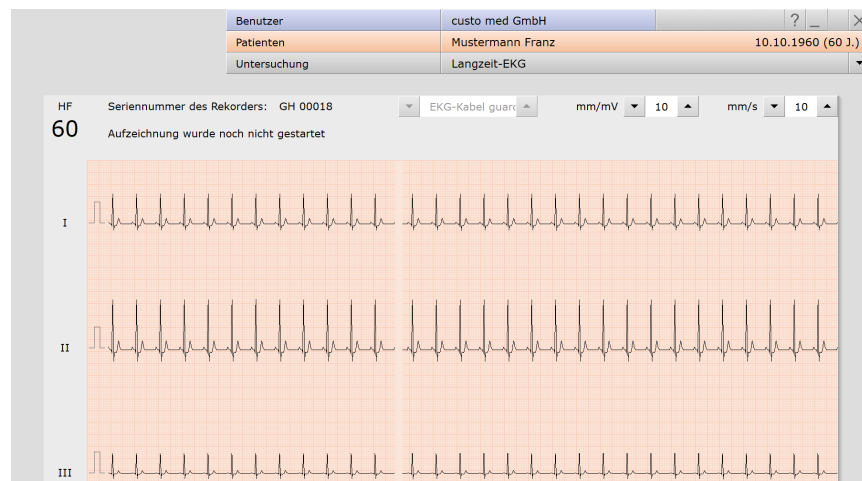 Benutzer custo med GmbH ? _ ×
Patienten Mustermann Franz 10.10.1960 (60 J.)
Untersuchung Langzeit-EKG
HF Seriennummer des Rekorders: GH 00018 EKG-Kabel guard mm/mV 10 mm/s 10
60
Aufzeichnung wurde noch nicht gestartet
I
II
III